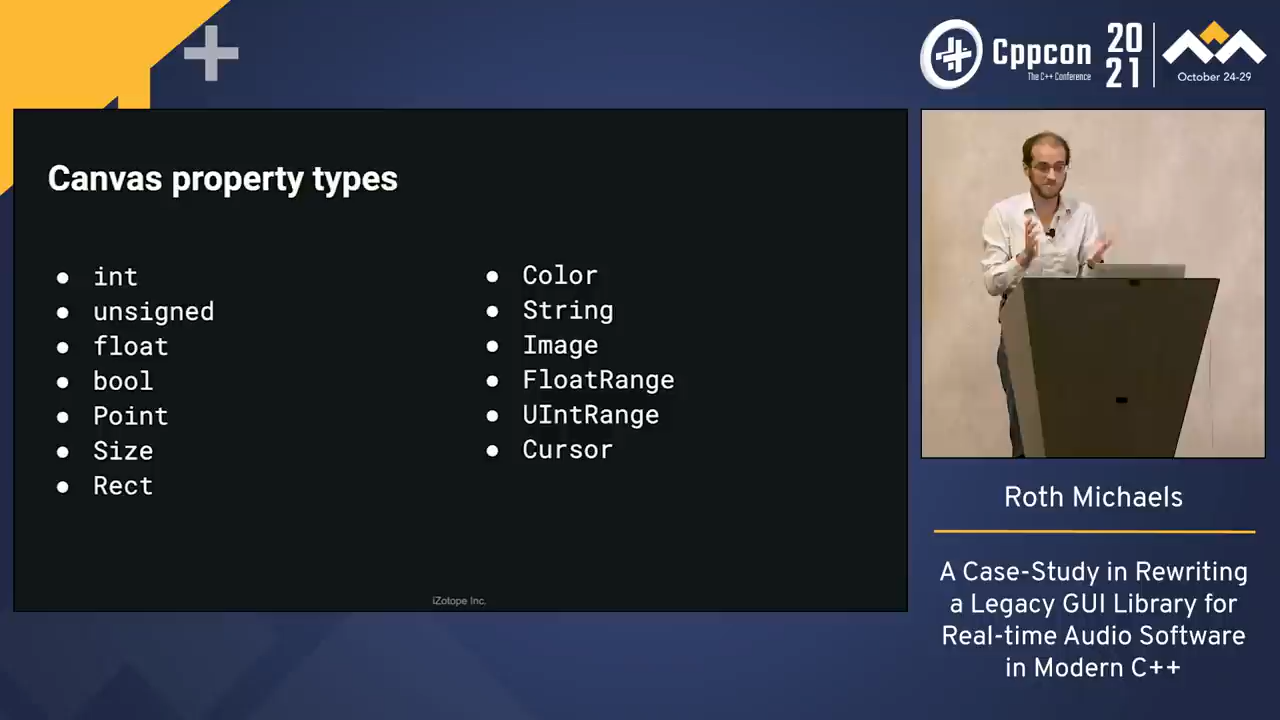 Cppcon
The C++ Conference
20
21
October 24-29
Canvas property types
● int
● unsigned
● float
● bool
● Point
● Size
● Rect
● Color
● String
● Image
● FloatRange
● UIntRange
● Cursor
iZotope Inc.
Roth Michaels
A Case-Study in Rewriting
a Legacy GUI Library for
Real-time Audio Software
in Modern C++